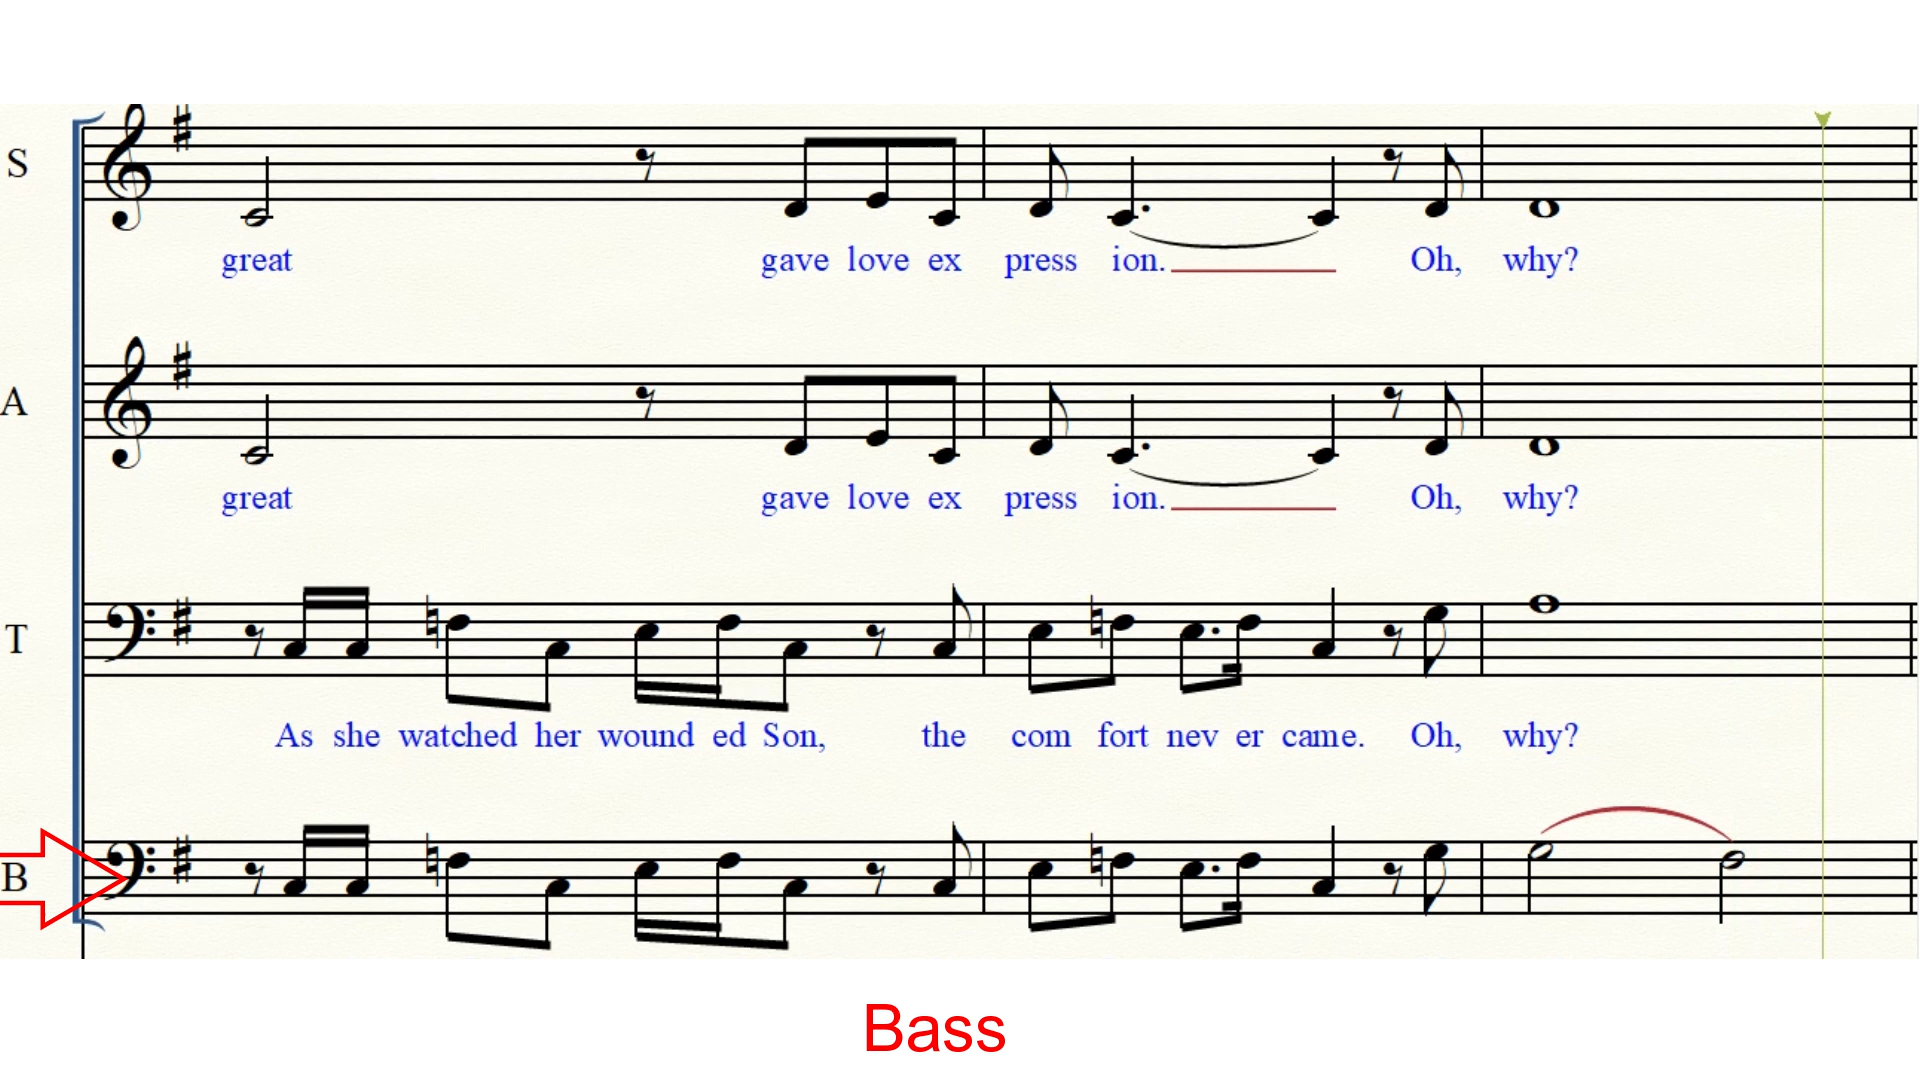 S
great gave love ex press ion. Oh, why?
A
great gave love ex press ion. Oh, why?
T
As she watched her wound ed Son, the com fort nev er came. Oh, why?
B
Bass